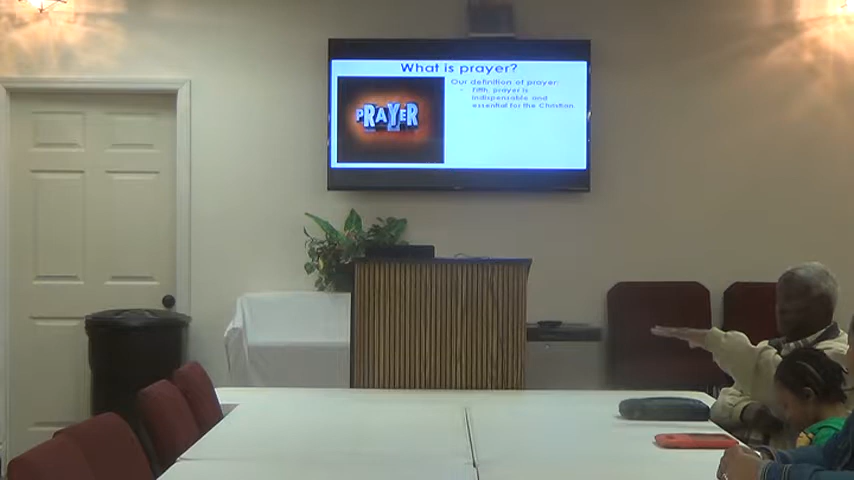 What is prayer?
Our definition of prayer:
- Fifth, prayer is
indispensable and
essential for the Christian.
PRAYER